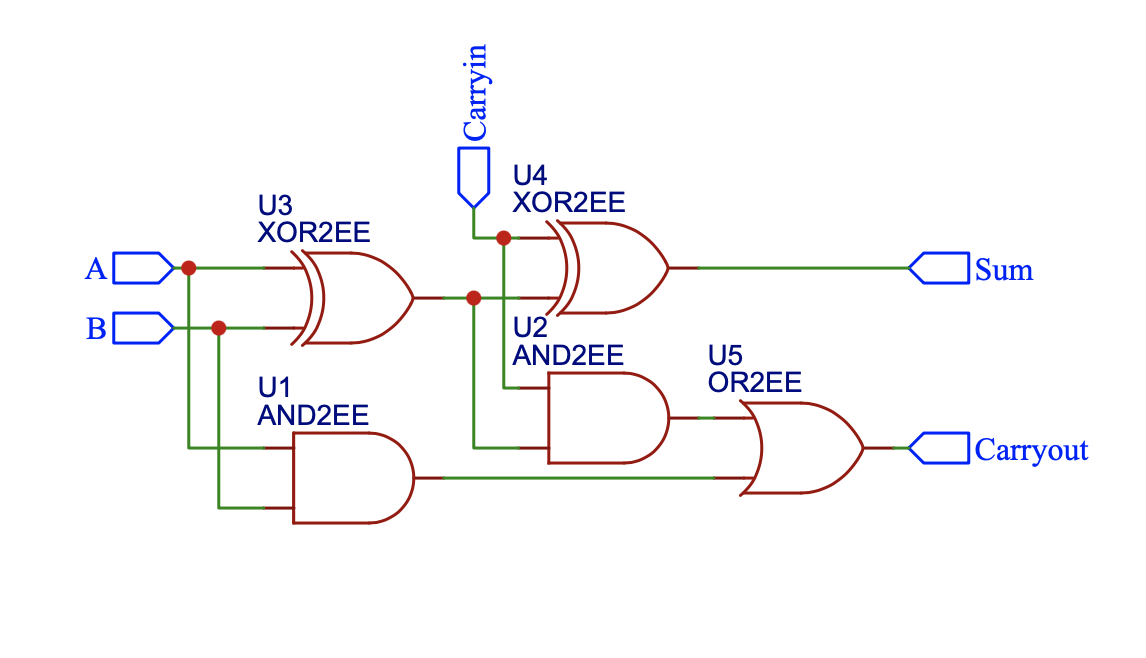 Carryin
U4
XOR2EE
U3
XOR2EE
A
Sum
B
U2
AND2EE
U5
OR2EE
U1
AND2EE
Carryout